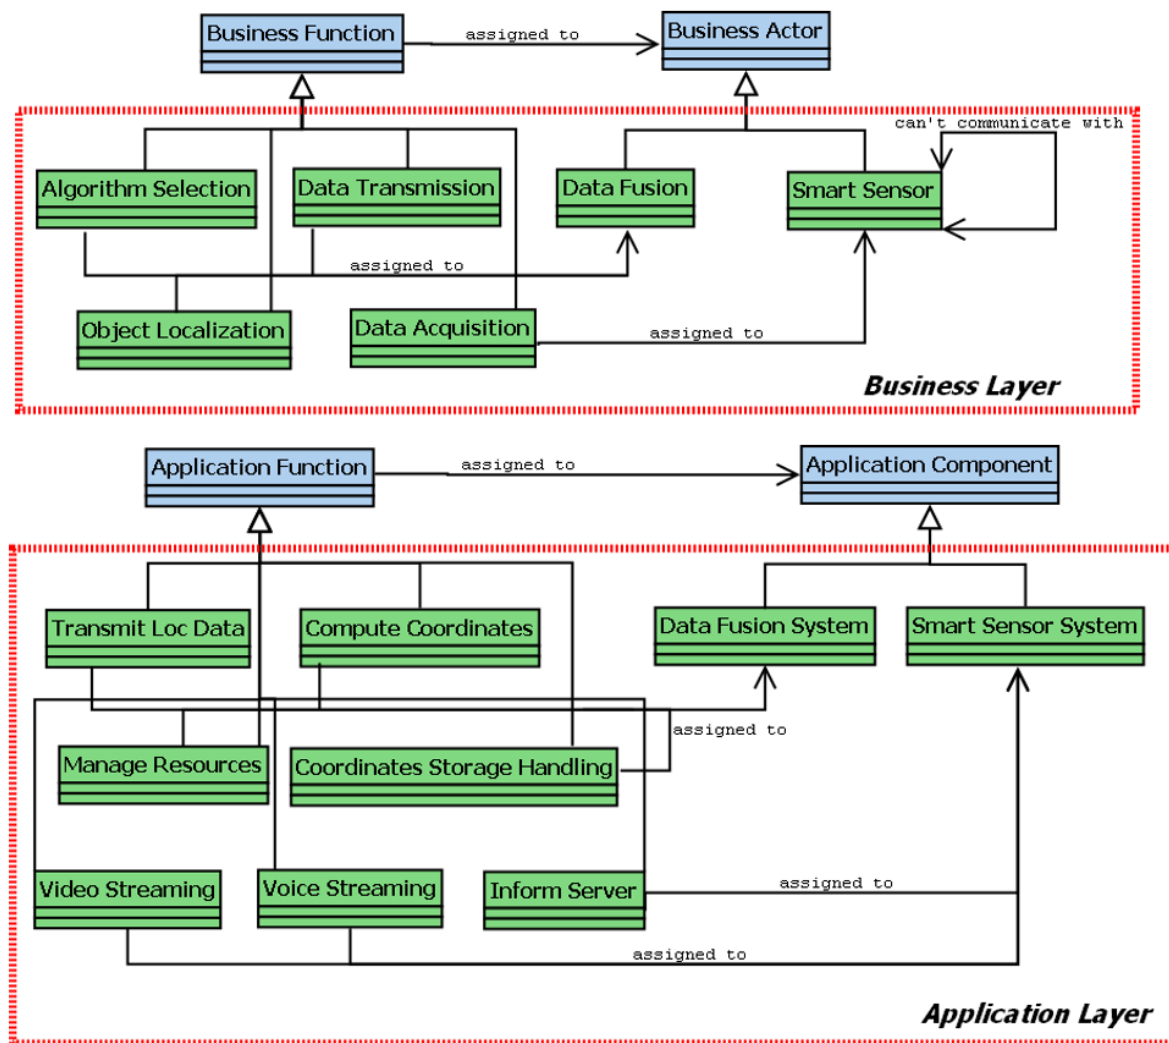 Business Function
assigned to
Business Actor
can't communicate with
Algorithm Selection
Data Transmission
Data Fusion
Smart Sensor
assigned to
Object Localization
Data Acquisition
assigned to
Business Layer
Application Function
assigned to
Application Component
Transmit Loc Data
Compute Coordinates
Data Fusion System
Smart Sensor System
assigned to
Manage Resources
Coordinates Storage Handling
Video Streaming
Voice Streaming
Inform Server
assigned to
assigned to
Application Layer